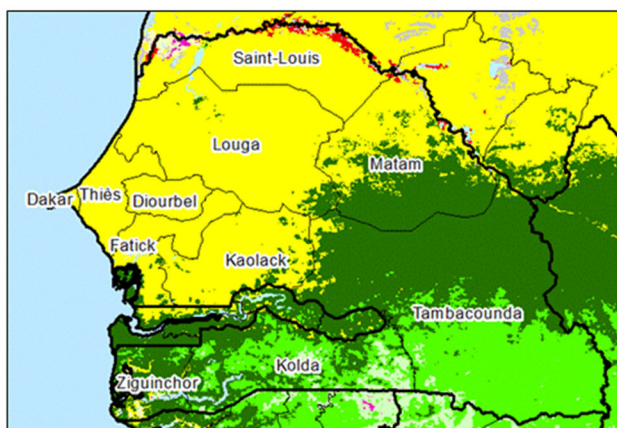 Saint-Louis
Louga
Matam
Dakar
Thiès
Diourbel
Fatick
Kaolack
Tambacounda
Kolda
Ziguinchor